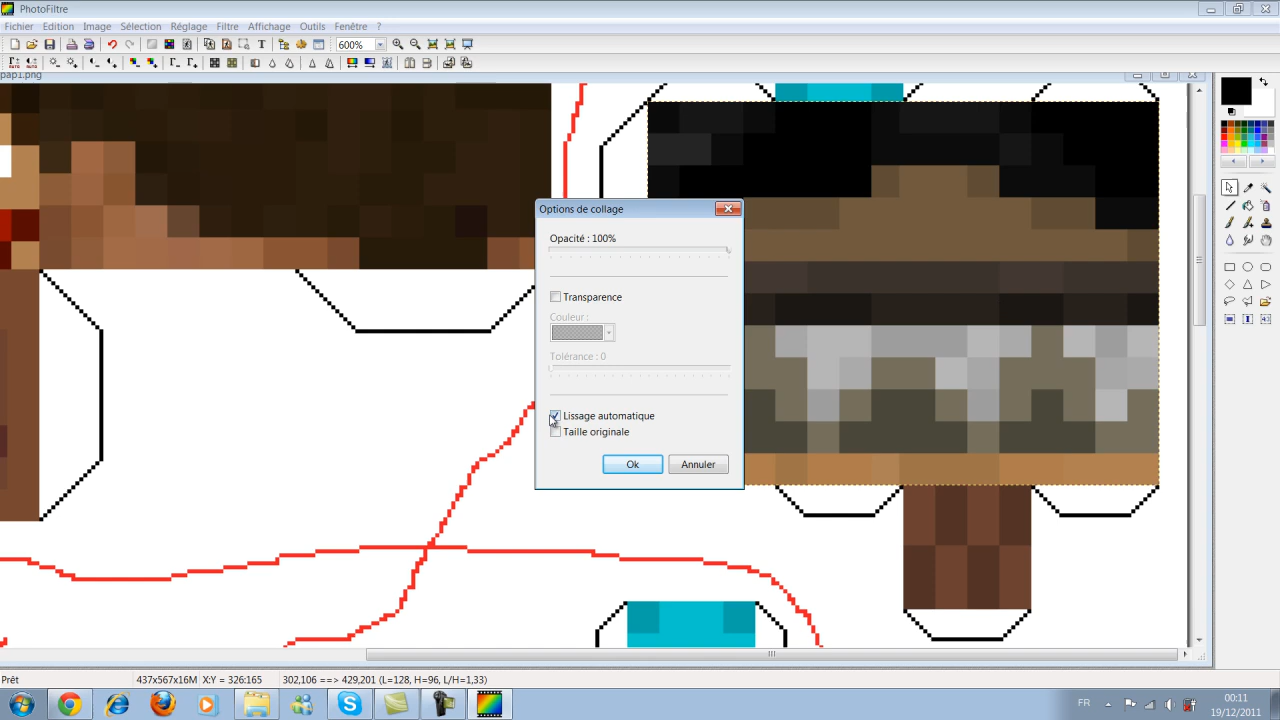 PhotoFiltre
Fichier Edition Image Sélection Réglage Filtre Affichage Outils Fenêtre ?
600%
pap1.png
Options de collage
Opacité : 100%
Transparence
Couleur :
Tolérance : 0
Lissage automatique
Taille originale
Ok Annuler
Prêt 437x567x16M X:Y = 326:165 302,106 ==> 429,201 (L=128, H=96, L/H=1,33)
FR 00:11
19/12/2011